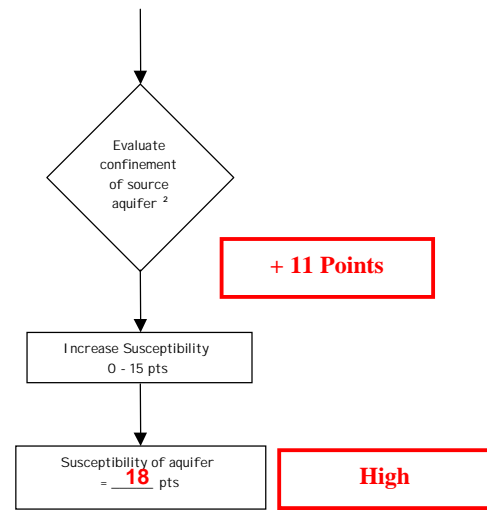 Evaluate
confinement
of source
aquifer ²
+ 11 Points
Increase Susceptibility
0 - 15 pts
Susceptibility of aquifer
= 18 pts
High